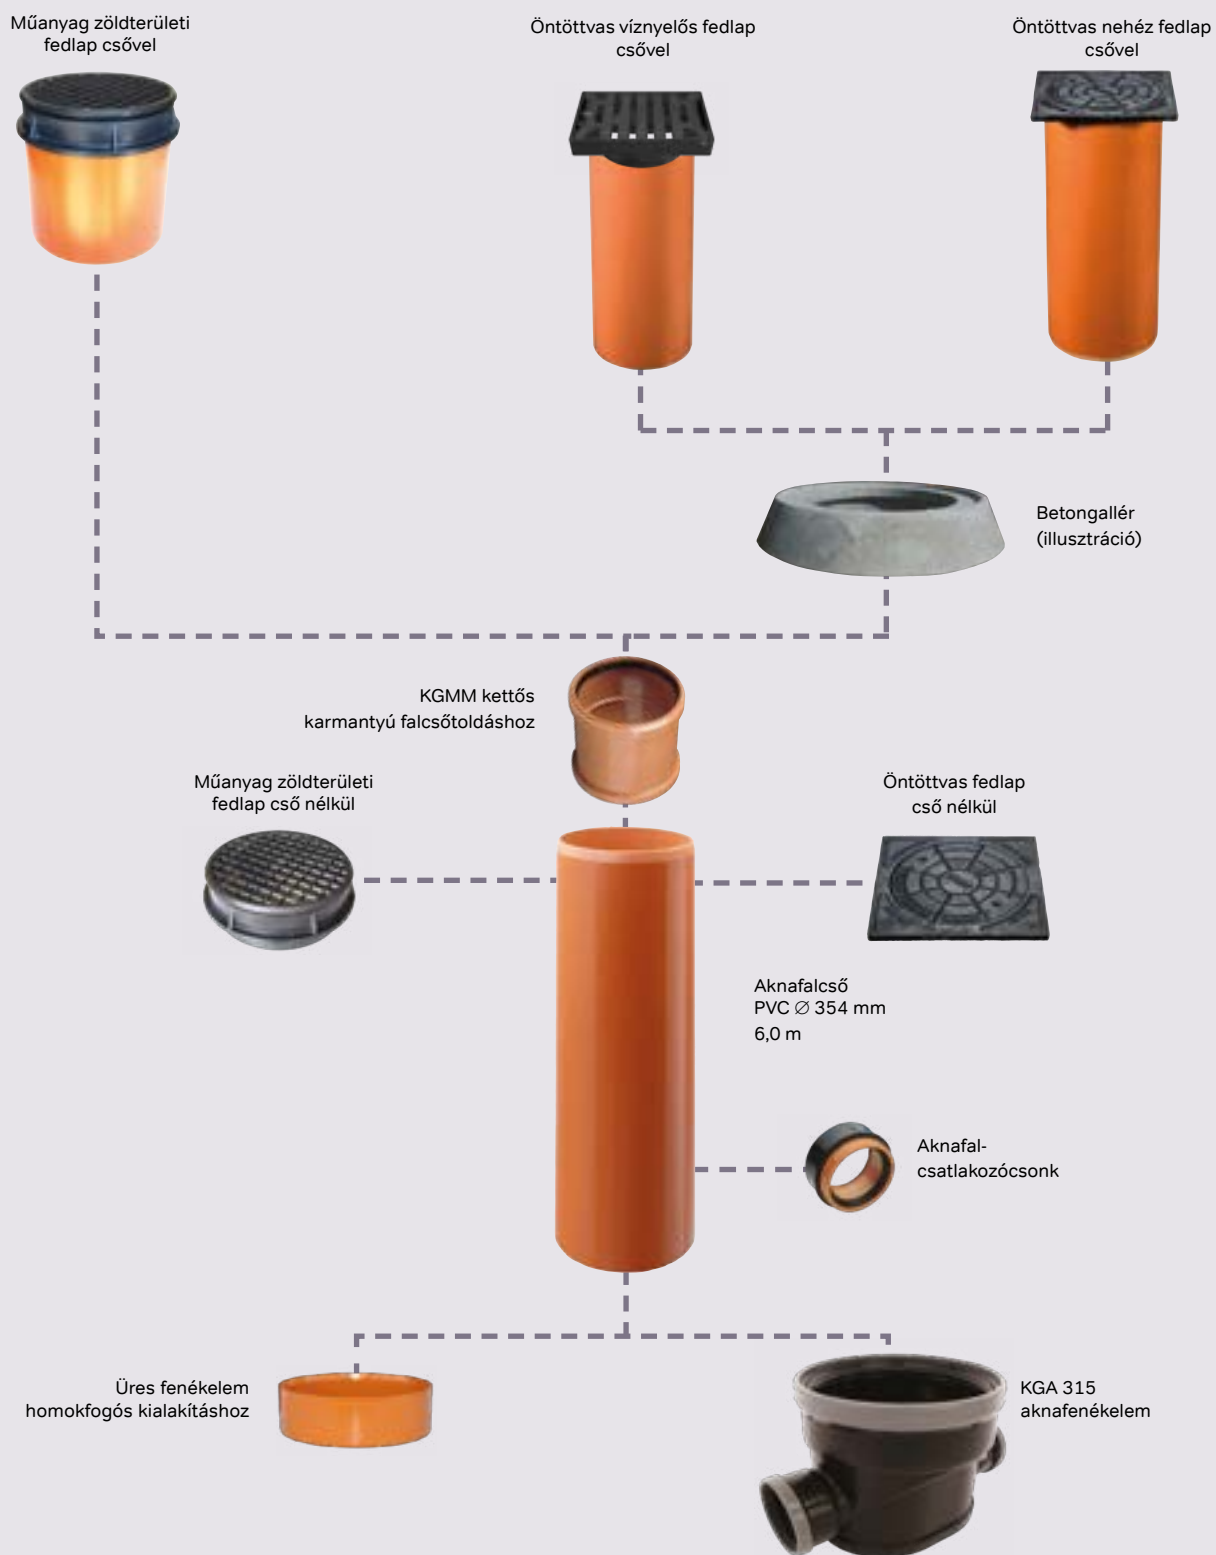 Műanyag zöldterületi
fedlap csővel
Öntöttvas víznyelős fedlap
csővel
Öntöttvas nehéz fedlap
csővel
Betongallér
(illusztráció)
KGMM kettős
karmantyú falcsőtoldáshoz
Műanyag zöldterületi
fedlap cső nélkül
Öntöttvas fedlap
cső nélkül
Aknafalcső
PVC ∅ 354 mm
6,0 m
Aknafal-
csatlakozócsonk
Üres fenékelem
homokfogós kialakításhoz
KGA 315
aknafenékelem